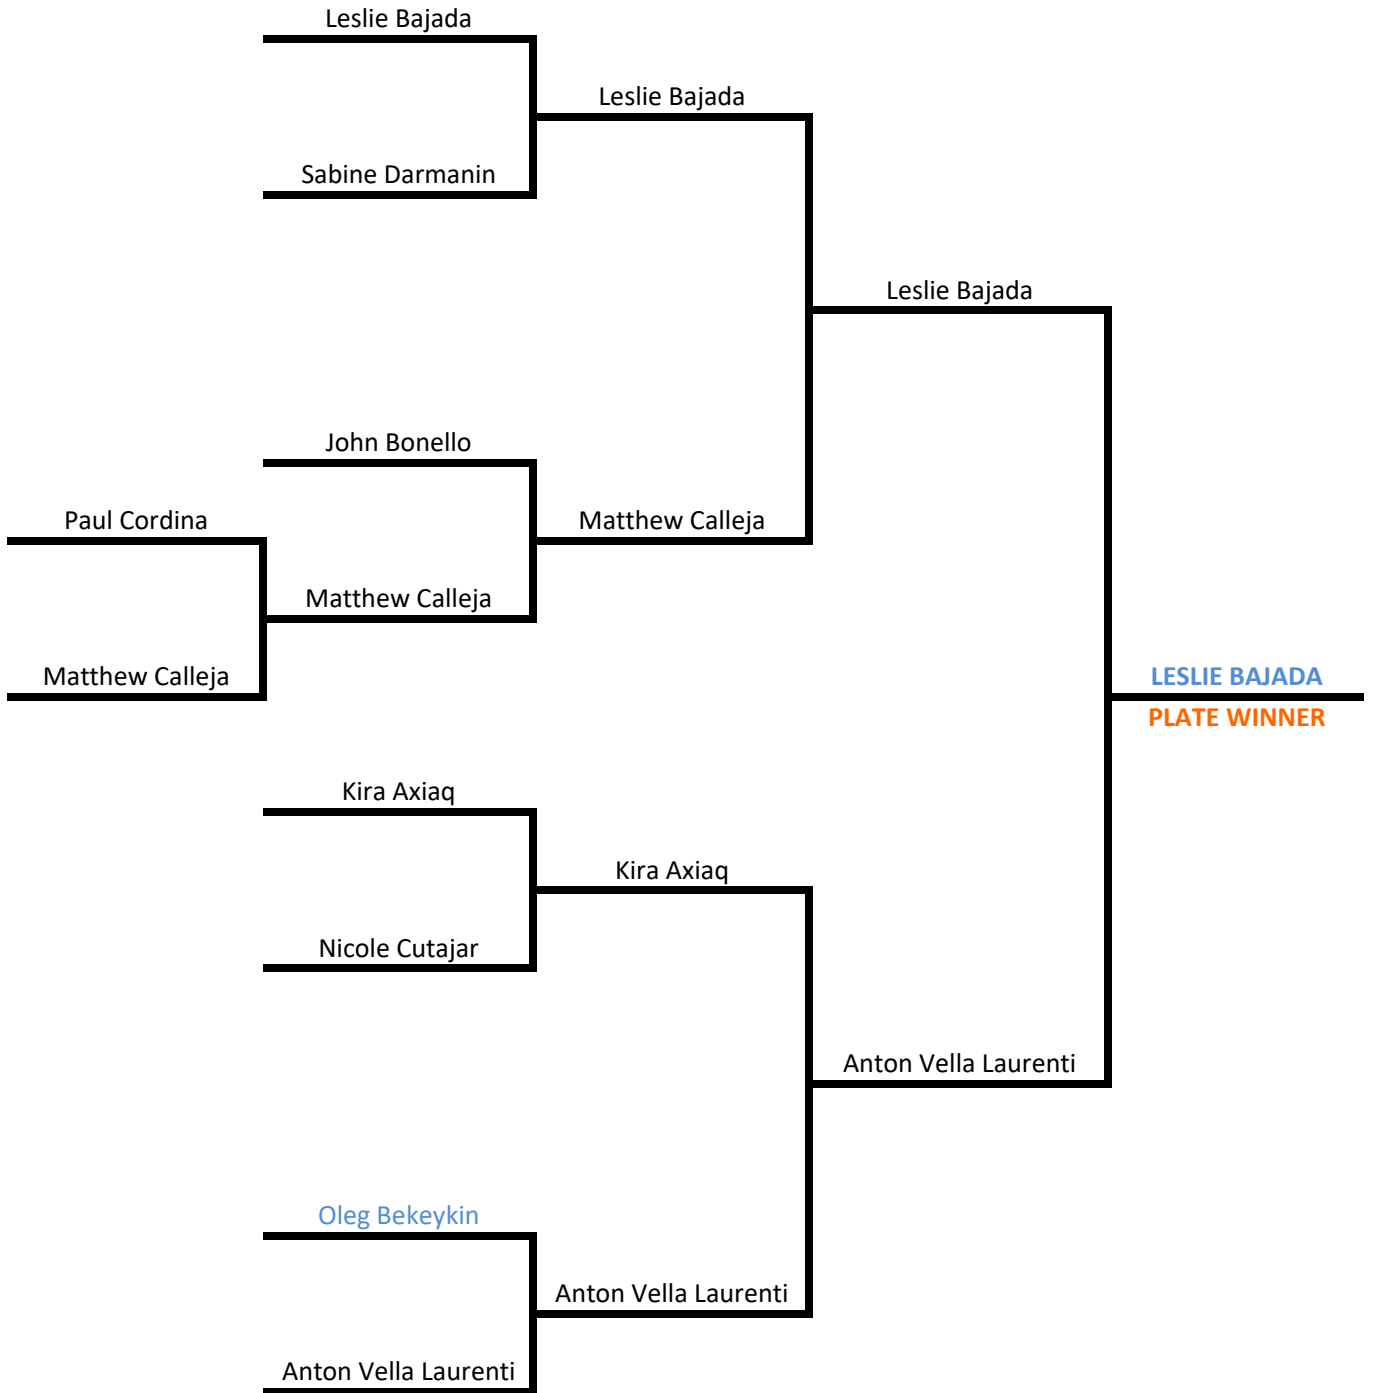 Leslie Bajada
Leslie Bajada
Sabine Darmanin
Leslie Bajada
John Bonello
Paul Cordina
Matthew Calleja
Matthew Calleja
Matthew Calleja
LESLIE BAJADA
PLATE WINNER
Kira Axiaq
Kira Axiaq
Nicole Cutajar
Anton Vella Laurenti
Oleg Bekeykin
Anton Vella Laurenti
Anton Vella Laurenti